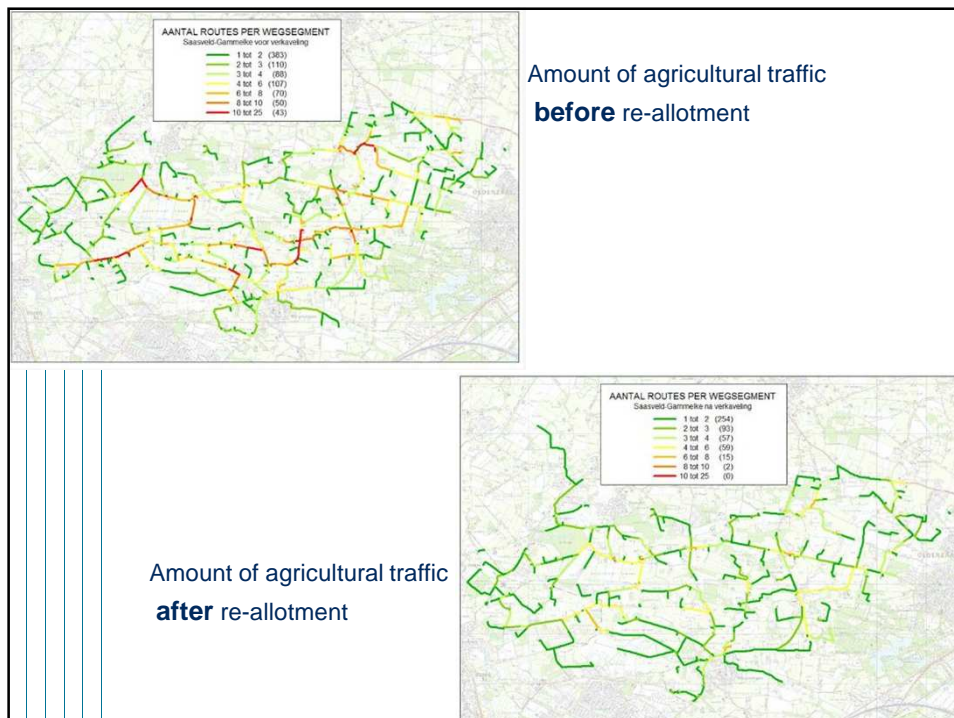 AANTAL ROUTES PER WEGSEGMENT
Saasveld-Gammelke voor verkaveling
1 tot 2 (383)
2 tot 3 (110)
3 tot 4 (88)
4 tot 6 (107)
6 tot 8 (70)
8 tot 10 (50)
10 tot 25 (43)
Amount of agricultural traffic
before re-allotment
AANTAL ROUTES PER WEGSEGMENT
Saasveld-Gammelke na verkaveling
1 tot 2 (254)
2 tot 3 (93)
3 tot 4 (57)
4 tot 6 (59)
6 tot 8 (15)
8 tot 10 (2)
10 tot 25 (0)
Amount of agricultural traffic
after re-allotment